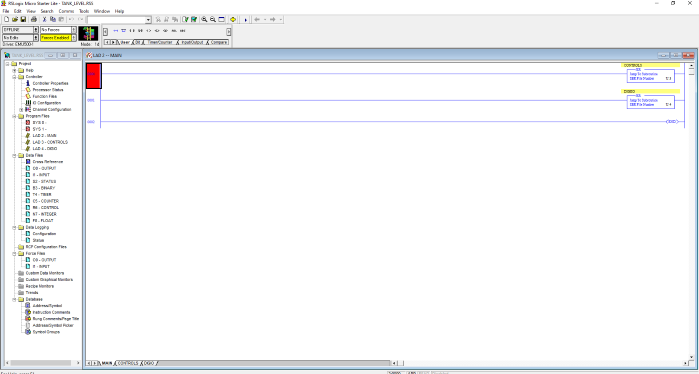 RSLogix Micro Starter Lite - TANK_LEVEL.RSS
File Edit View Search Comms Tools Window Help
OFFLINE No Forces
No Edits Forces Enabled
Driver: EMU500-1 Node: 1d
User Bit Timer/Counter Input/Output Compare
TANK_LEVEL.RSS
LAD 2 - MAIN
Project
Help
Controller
Controller Properties
Processor Status
Function Files
IO Configuration
Channel Configuration
Program Files
SYS 0 -
SYS 1 -
LAD 2 - MAIN
LAD 3 - CONTROLS
LAD 4 - DIGIO
Data Files
Cross Reference
O0 - OUTPUT
I1 - INPUT
S2 - STATUS
B3 - BINARY
T4 - TIMER
C5 - COUNTER
R6 - CONTROL
N7 - INTEGER
F8 - FLOAT
Data Logging
Configuration
Status
RCP Configuration Files
Force Files
O0 - OUTPUT
I1 - INPUT
Custom Data Monitors
Custom Graphical Monitors
Recipe Monitors
Trends
Database
Address/Symbol
Instruction Comments
Rung Comments/Page Title
Address/Symbol Picker
Symbol Groups
CONTROLS
JSR
Jump To Subroutine
SBR File Number U:3
0001
DIGIO
JSR
Jump To Subroutine
SBR File Number U:4
0002
END
MAIN CONTROLS DIGIO